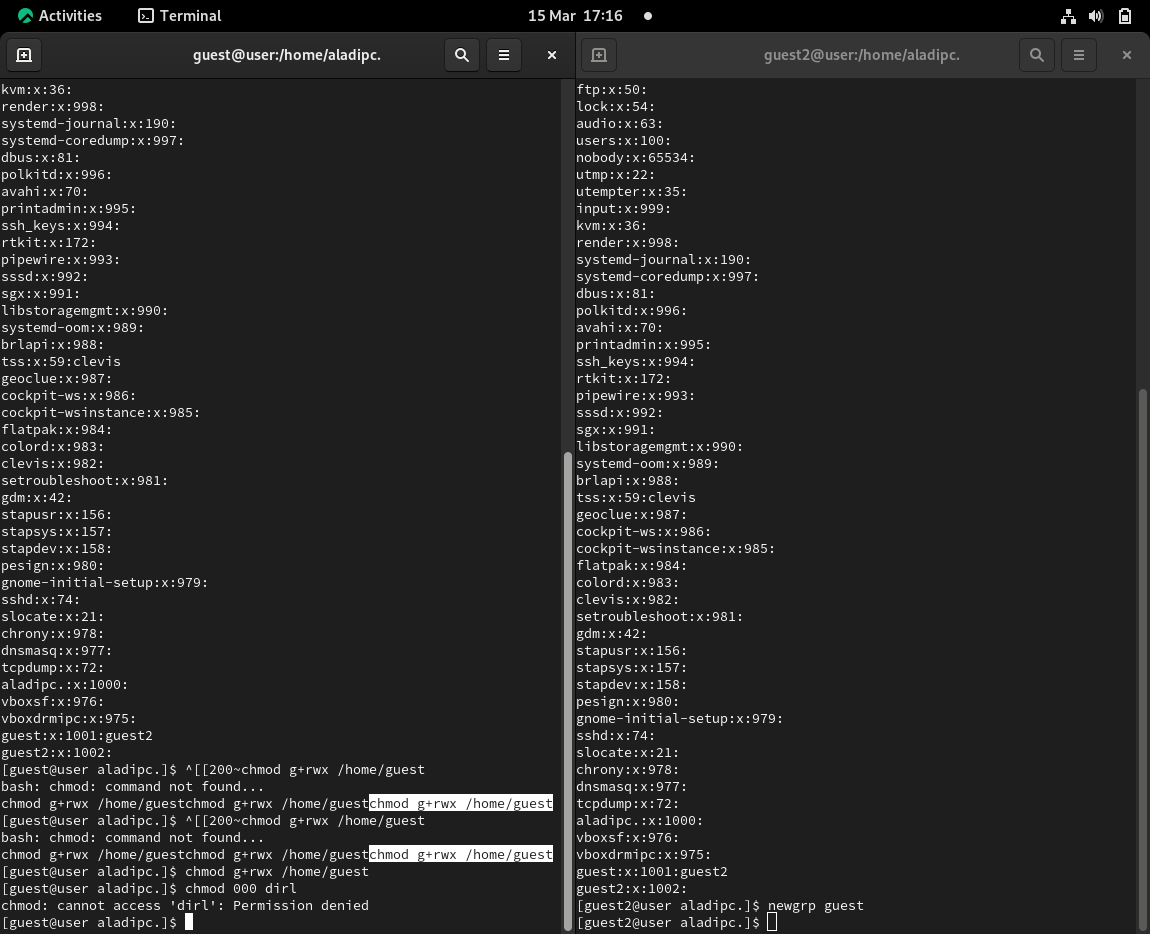 Activities
Terminal
15 Mar 17:16
guest@user:/home/aladipc.
kvm:x:36:
render:x:998:
systemd-journal:x:190:
systemd-coredump:x:997:
dbus:x:81:
polkitd:x:996:
avahi:x:70:
printadmin:x:995:
ssh_keys:x:994:
rtkit:x:172:
pipewire:x:993:
sssd:x:992:
sgx:x:991:
libstoragemgmt:x:990:
systemd-oom:x:989:
brlapi:x:988:
tss:x:59:clevis
geoclue:x:987:
cockpit-ws:x:986:
cockpit-wsinstance:x:985:
flatpak:x:984:
colord:x:983:
clevis:x:982:
setroubleshoot:x:981:
gdm:x:42:
stapusr:x:156:
stapsys:x:157:
stapdev:x:158:
pesign:x:980:
gnome-initial-setup:x:979:
sshd:x:74:
slocate:x:21:
chrony:x:978:
dnsmasq:x:977:
tcpdump:x:72:
aladipc.:x:1000:
vboxsf:x:976:
vboxdrmipc:x:975:
guest:x:1001:guest2
guest2:x:1002:
[guest@user aladipc.]$ ^[[200~chmod g+rwx /home/guest
bash: chmod: command not found...
chmod g+rwx /home/guestchmod g+rwx /home/guestchmod g+rwx /home/guest
[guest@user aladipc.]$ ^[[200~chmod g+rwx /home/guest
bash: chmod: command not found...
chmod g+rwx /home/guestchmod g+rwx /home/guestchmod g+rwx /home/guest
[guest@user aladipc.]$ chmod g+rwx /home/guest
[guest@user aladipc.]$ chmod 000 dirl
chmod: cannot access 'dirl': Permission denied
[guest@user aladipc.]$
guest2@user:/home/aladipc.
ftp:x:50:
lock:x:54:
audio:x:63:
users:x:100:
nobody:x:65534:
utmp:x:22:
utempter:x:35:
input:x:999:
kvm:x:36:
render:x:998:
systemd-journal:x:190:
systemd-coredump:x:997:
dbus:x:81:
polkitd:x:996:
avahi:x:70:
printadmin:x:995:
ssh_keys:x:994:
rtkit:x:172:
pipewire:x:993:
sssd:x:992:
sgx:x:991:
libstoragemgmt:x:990:
systemd-oom:x:989:
brlapi:x:988:
tss:x:59:clevis
geoclue:x:987:
cockpit-ws:x:986:
cockpit-wsinstance:x:985:
flatpak:x:984:
colord:x:983:
clevis:x:982:
setroubleshoot:x:981:
gdm:x:42:
stapusr:x:156:
stapsys:x:157:
stapdev:x:158:
pesign:x:980:
gnome-initial-setup:x:979:
sshd:x:74:
slocate:x:21:
chrony:x:978:
dnsmasq:x:977:
tcpdump:x:72:
aladipc.:x:1000:
vboxsf:x:976:
vboxdrmipc:x:975:
guest:x:1001:guest2
guest2:x:1002:
[guest2@user aladipc.]$ newgrp guest
[guest2@user aladipc.]$